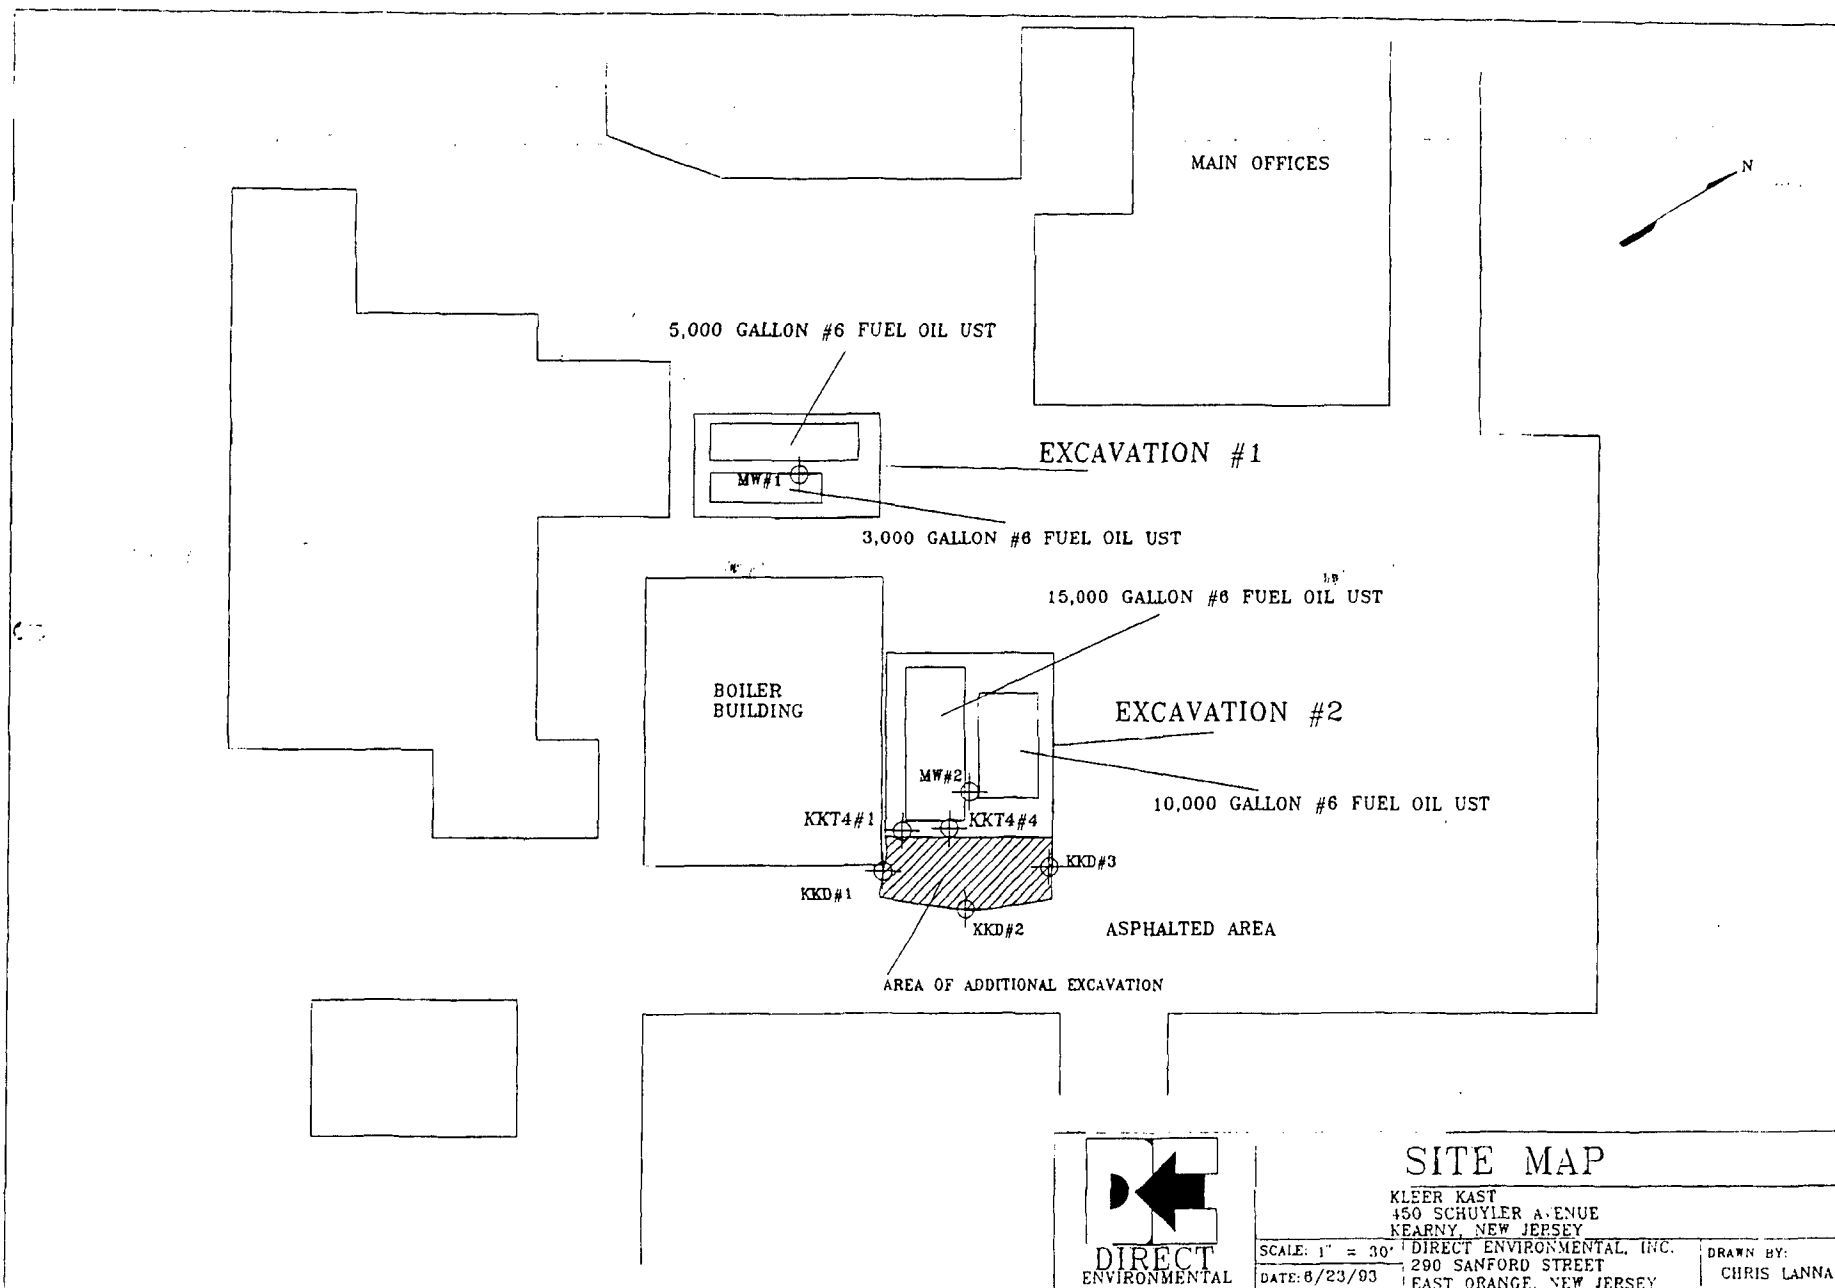 MAIN OFFICES
N
5,000 GALLON #6 FUEL OIL UST
EXCAVATION #1
MW#1
3,000 GALLON #6 FUEL OIL UST
15,000 GALLON #6 FUEL OIL UST
BOILER
BUILDING
EXCAVATION #2
MW#2
10,000 GALLON #6 FUEL OIL UST
KKT4#1
KKT4#4
KKD#3
KKD#1
KKD#2
ASPHALTED AREA
AREA OF ADDITIONAL EXCAVATION
SITE MAP
KLEER KAST
450 SCHUYLER AVENUE
KEARNY, NEW JERSEY
DIRECT
ENVIRONMENTAL
SCALE: 1" = 30'
DATE: 6/23/93
DIRECT ENVIRONMENTAL, INC.
290 SANFORD STREET
EAST ORANGE, NEW JERSEY
DRAWN BY:
CHRIS LANNA